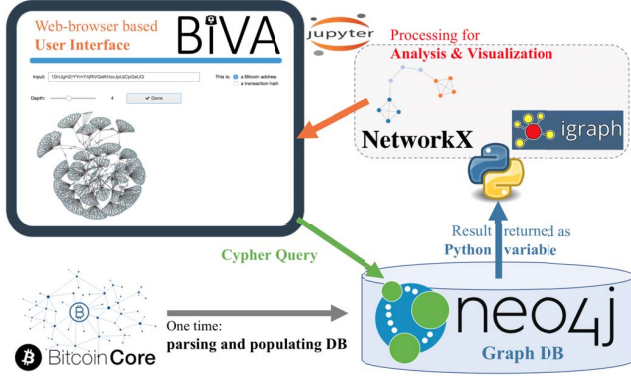 Web-browser based
User Interface
BiVA
jupyter
Input:
This is:
a Bitcoin address
a transaction hash
Depth:
4
✔ Done
Processing for
Analysis & Visualization
NetworkX
igraph
Result returned as
Python variable
Cypher Query
neo4j
Graph DB
One time:
parsing and populating DB
BitcoinCore